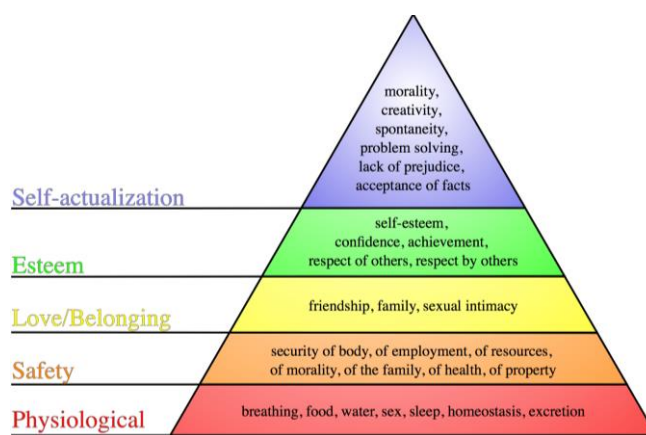 morality,
creativity,
spontaneity,
problem solving,
lack of prejudice,
acceptance of facts
Self-actualization
self-esteem,
confidence, achievement,
respect of others, respect by others
Esteem
friendship, family, sexual intimacy
Love/Belonging
security of body, of employment, of resources,
of morality, of the family, of health, of property
Safety
breathing, food, water, sex, sleep, homeostasis, excretion
Physiological